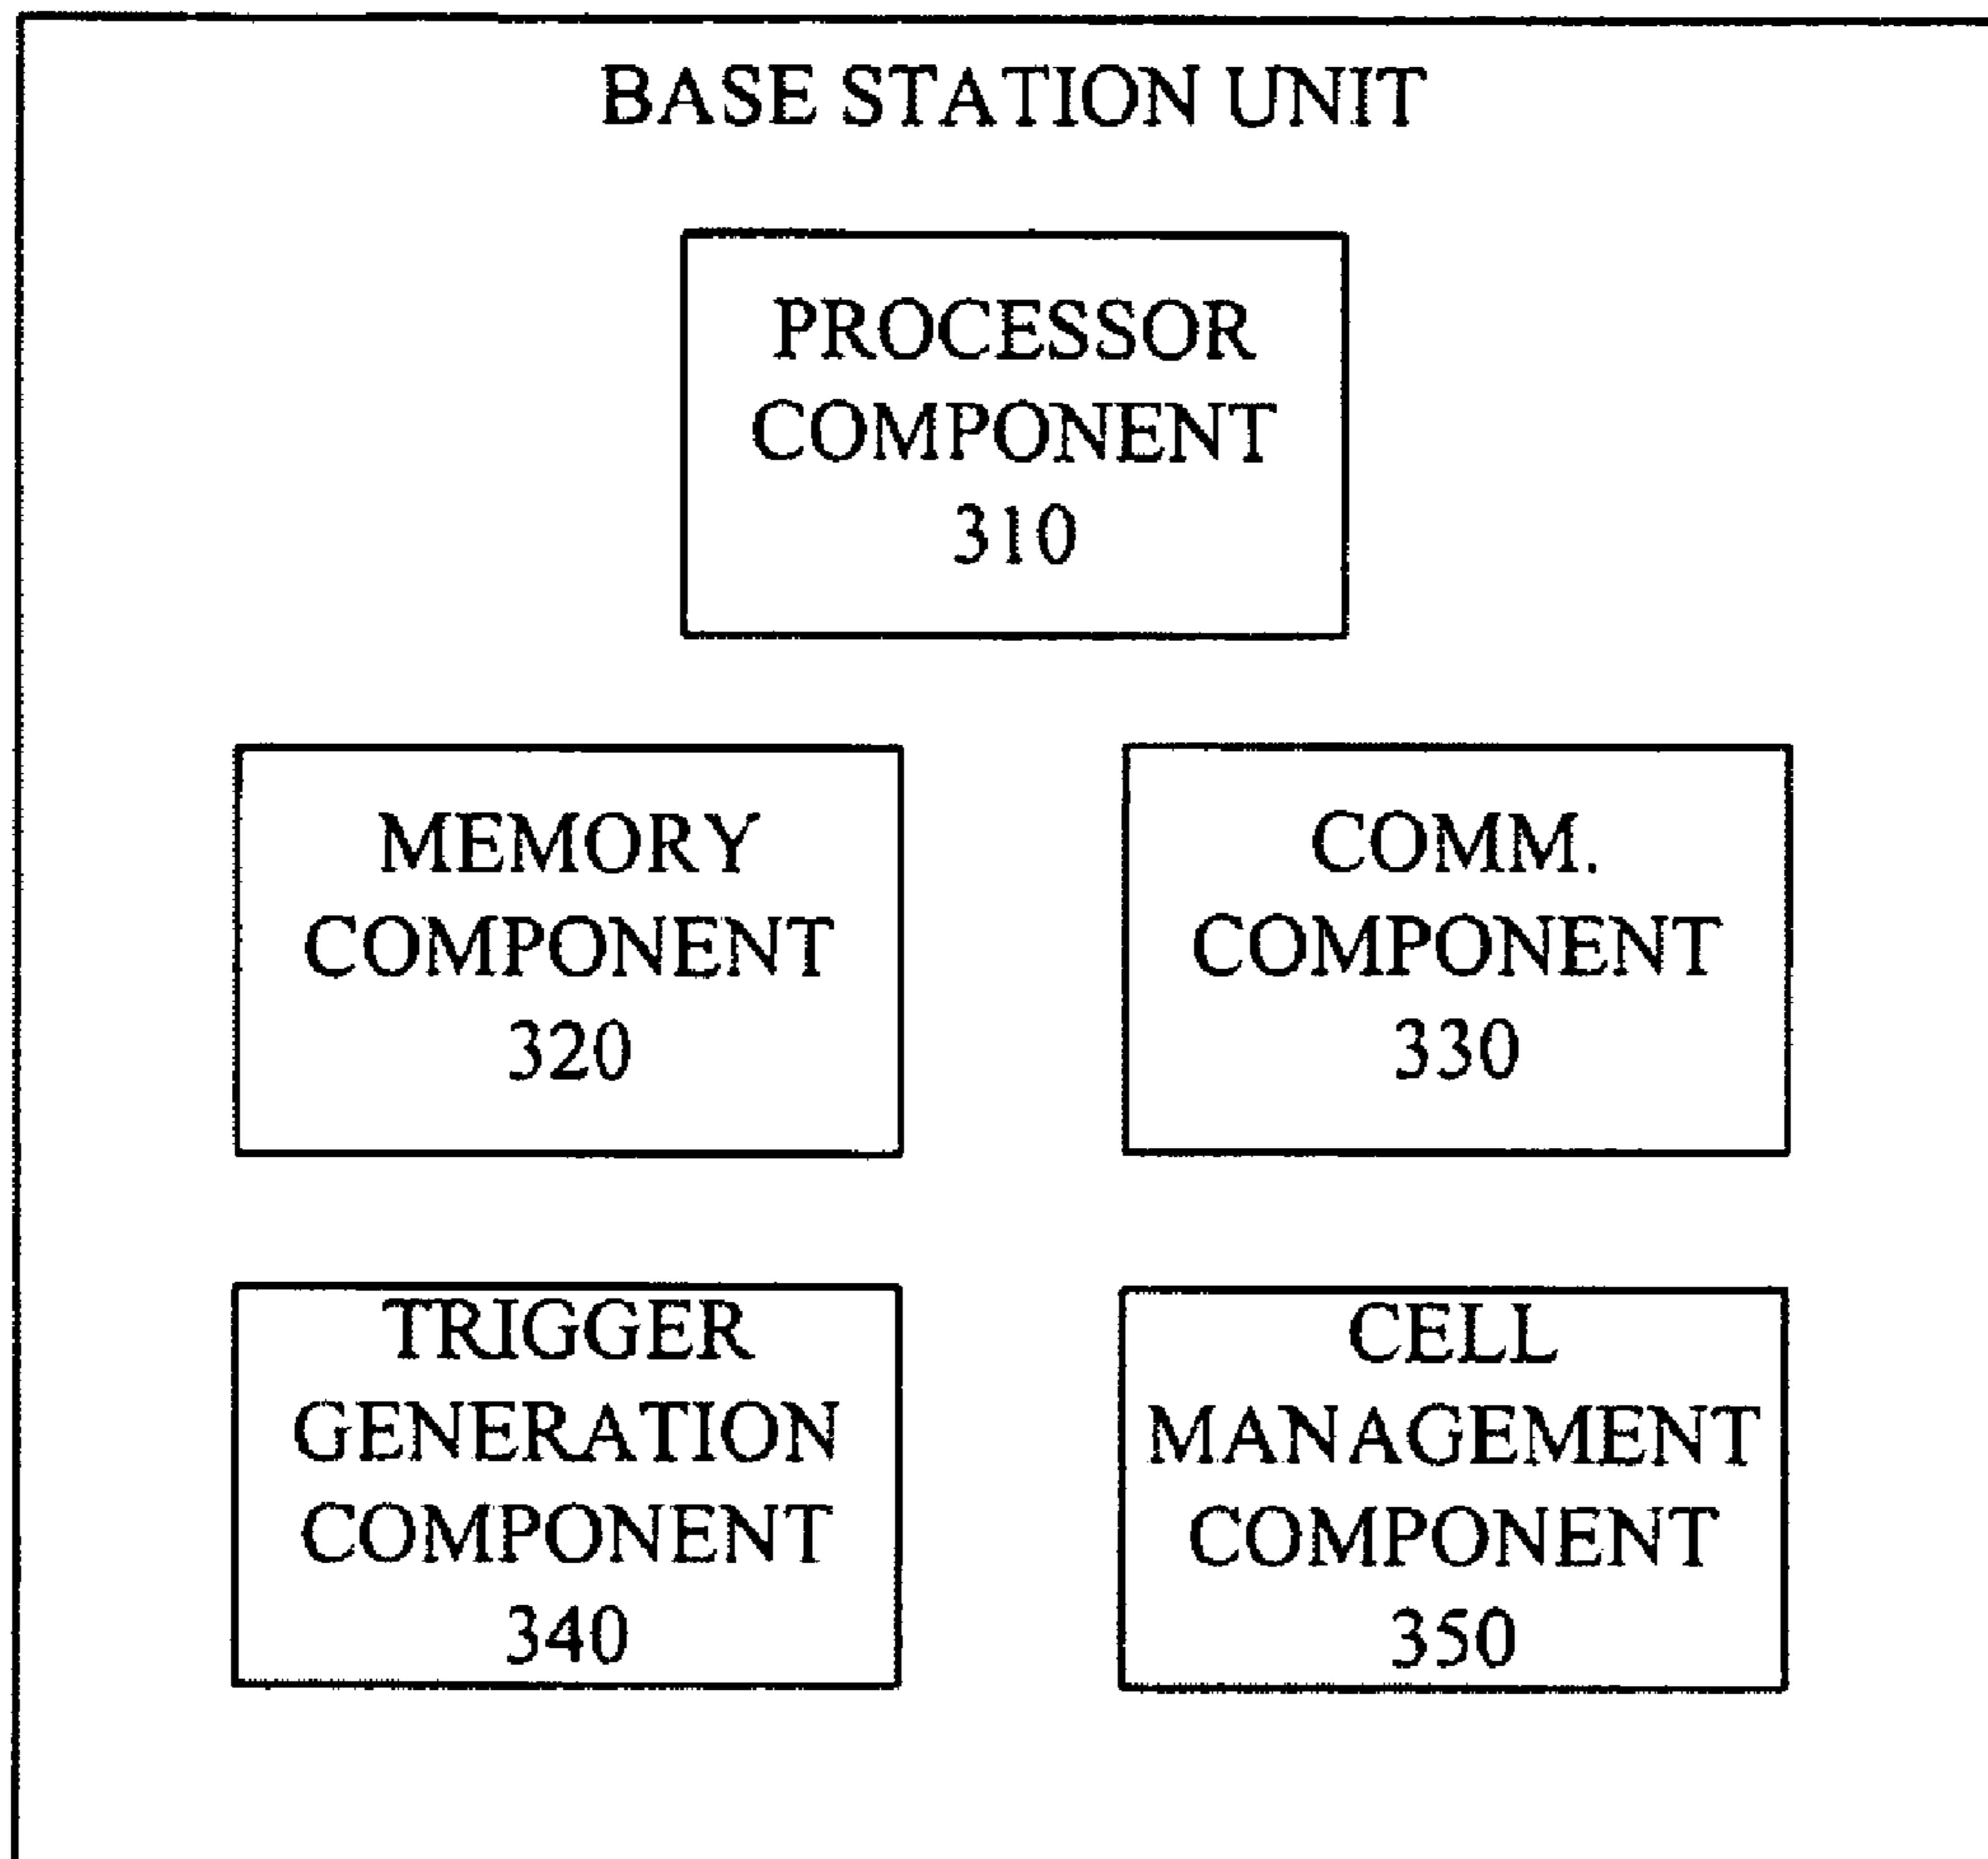 BASE STATION UNIT
PROCESSOR
COMPONENT
310
MEMORY
COMPONENT
320
COMM.
COMPONENT
330
TRIGGER
GENERATION
COMPONENT
340
CELL
MANAGEMENT
COMPONENT
350